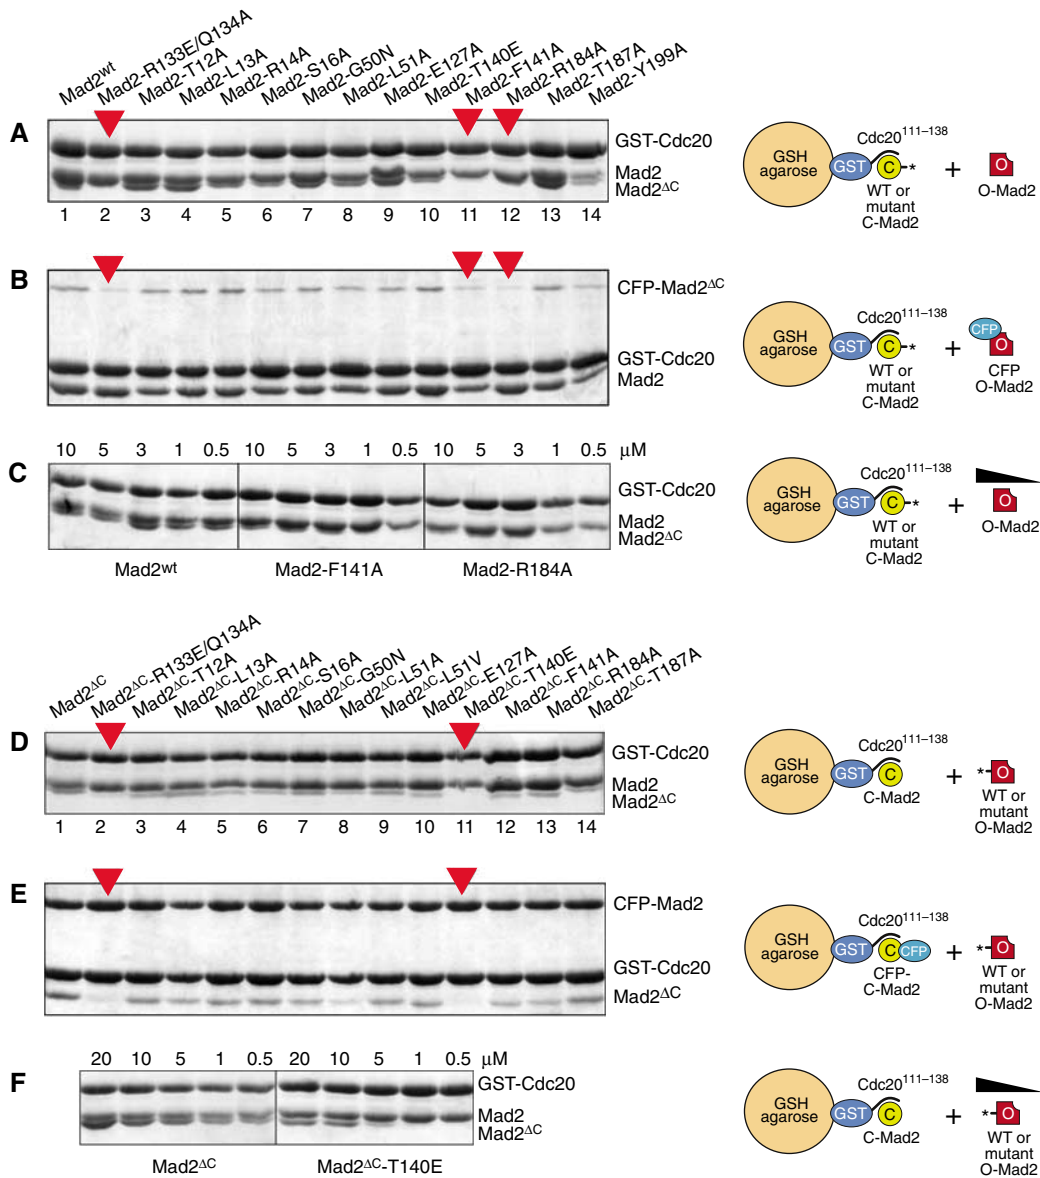 Mad2wt
Mad2-R133E/Q134A
Mad2-T12A
Mad2-L13A
Mad2-R14A
Mad2-S16A
Mad2-G50N
Mad2-L51A
Mad2-E127A
Mad2-T140E
Mad2-F141A
Mad2-R184A
Mad2-T187A
Mad2-Y199A
A
GST-Cdc20
Mad2
Mad2ΔC
1 2 3 4 5 6 7 8 9 10 11 12 13 14
GSH
agarose
GST
Cdc20111–138
C
*
WT or
mutant
C-Mad2
+
O
O-Mad2
B
CFP-Mad2ΔC
GST-Cdc20
Mad2
GSH
agarose
GST
Cdc20111–138
C
*
WT or
mutant
C-Mad2
+
CFP
O
CFP
O-Mad2
C
10 5 3 1 0.5 10 5 3 1 0.5 10 5 3 1 0.5 μM
GST-Cdc20
Mad2
Mad2ΔC
Mad2wt Mad2-F141A Mad2-R184A
GSH
agarose
GST
Cdc20111–138
C
*
WT or
mutant
C-Mad2
+
O
O-Mad2
Mad2ΔC
Mad2ΔC-R133E/Q134A
Mad2ΔC-T12A
Mad2ΔC-L13A
Mad2ΔC-R14A
Mad2ΔC-S16A
Mad2ΔC-G50N
Mad2ΔC-L51A
Mad2ΔC-L51V
Mad2ΔC-E127A
Mad2ΔC-T140E
Mad2ΔC-F141A
Mad2ΔC-R184A
Mad2ΔC-T187A
D
GST-Cdc20
Mad2
Mad2ΔC
1 2 3 4 5 6 7 8 9 10 11 12 13 14
GSH
agarose
GST
Cdc20111–138
C
C-Mad2
+
*
O
WT or
mutant
O-Mad2
E
CFP-Mad2
GST-Cdc20
Mad2ΔC
GSH
agarose
GST
Cdc20111–138
C
CFP
CFP-
C-Mad2
+
*
O
WT or
mutant
O-Mad2
F
20 10 5 1 0.5 20 10 5 1 0.5 μM
GST-Cdc20
Mad2
Mad2ΔC
Mad2ΔC Mad2ΔC-T140E
GSH
agarose
GST
Cdc20111–138
C
C-Mad2
+
*
O
WT or
mutant
O-Mad2